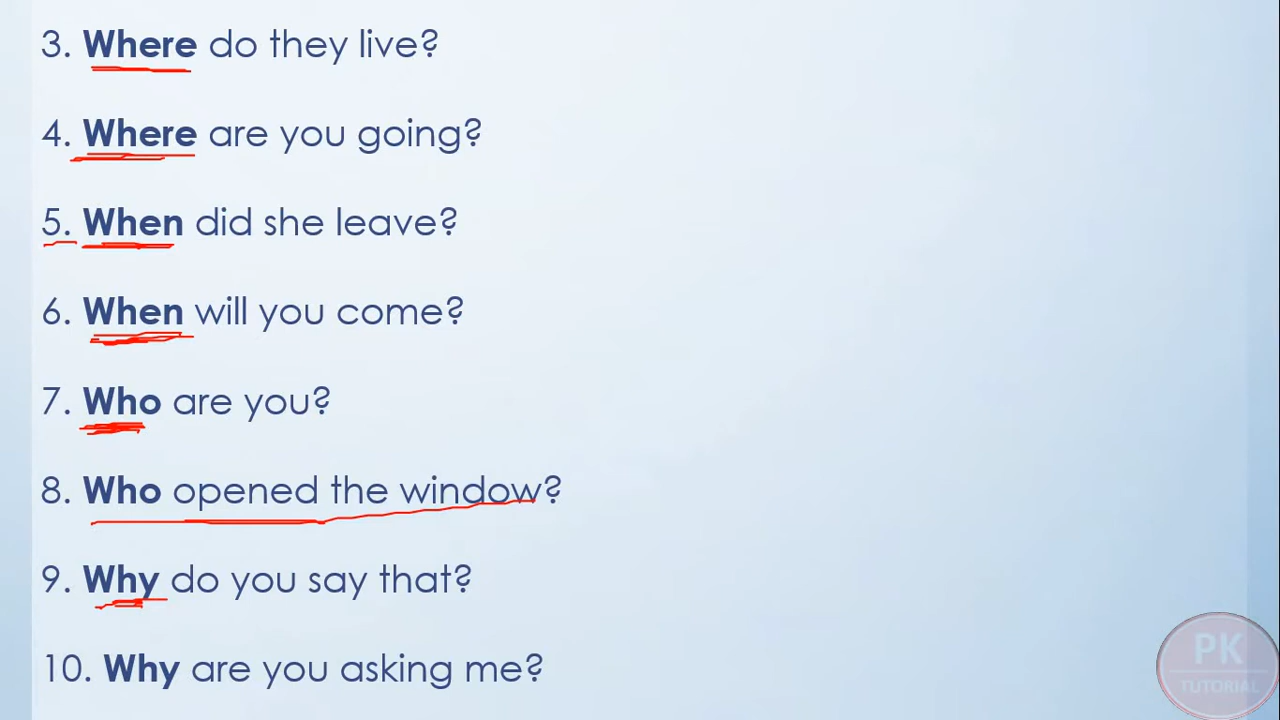 3. Where do they live?
4. Where are you going?
5. When did she leave?
6. When will you come?
7. Who are you?
8. Who opened the window?
9. Why do you say that?
10. Why are you asking me?
PK
TUTORIAL